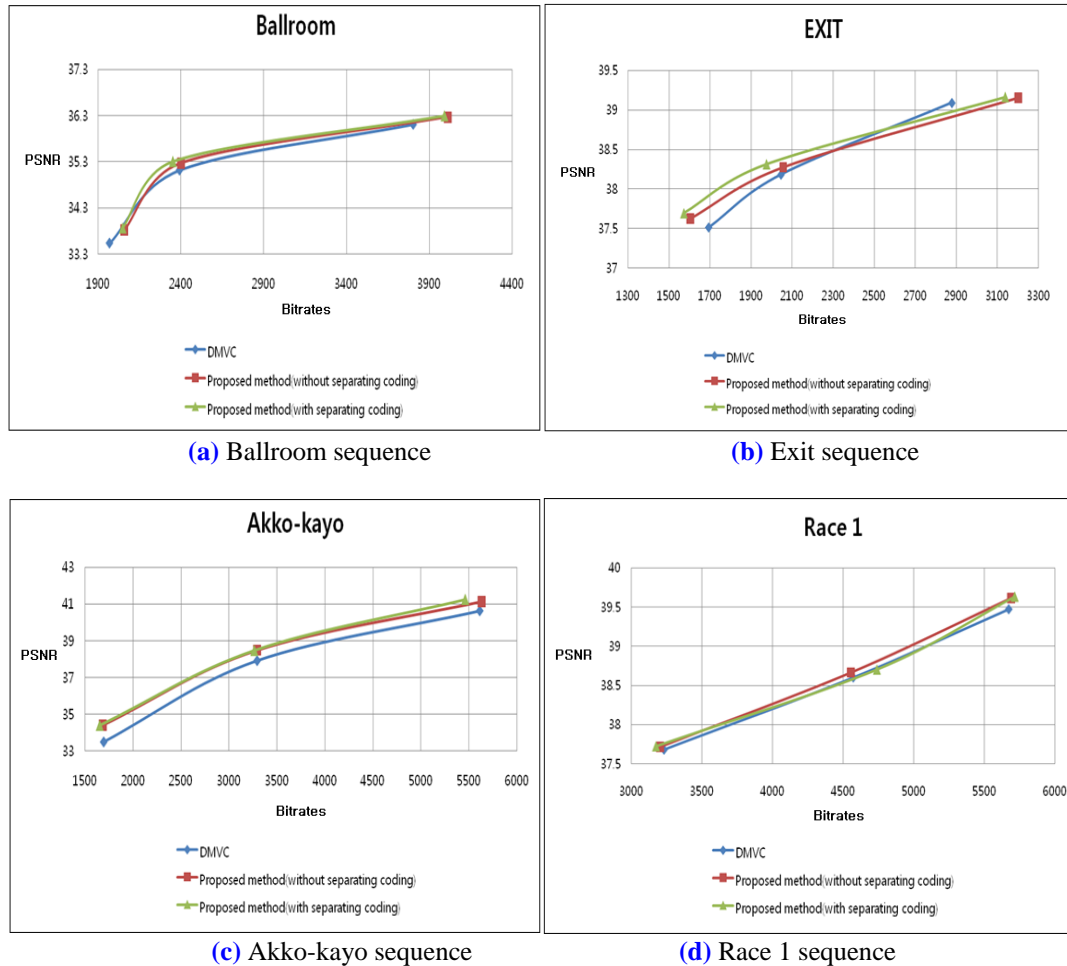 Ballroom
37.3
36.3
35.3
34.3
33.3
PSNR
1900 2400 2900 3400 3900 4400
Bitrates
DMVC
Proposed method(without separating coding)
Proposed method(with separating coding)
(a) Ballroom sequence
EXIT
39.5
39
38.5
38
37.5
37
PSNR
1300 1500 1700 1900 2100 2300 2500 2700 2900 3100 3300
Bitrates
DMVC
Proposed method(without separating coding)
Proposed method(with separating coding)
(b) Exit sequence
Akko-kayo
43
41
39
37
35
33
PSNR
1500 2000 2500 3000 3500 4000 4500 5000 5500 6000
Bitrates
DMVC
Proposed method(without separating coding)
Proposed method(with separating coding)
(c) Akko-kayo sequence
Race 1
40
39.5
39
38.5
38
37.5
PSNR
3000 4000 5000 6000
Bitrates
DMVC
Proposed method(without separating coding)
Proposed method(with separating coding)
(d) Race 1 sequence